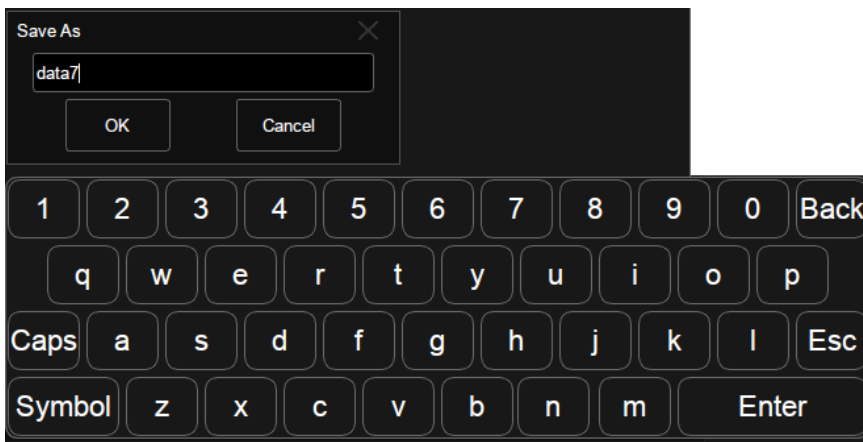 Save As
data7
OK Cancel
1 2 3 4 5 6 7 8 9 0 Back
q w e r t y u i o p
Caps a s d f g h j k l Esc
Symbol z x c v b n m Enter